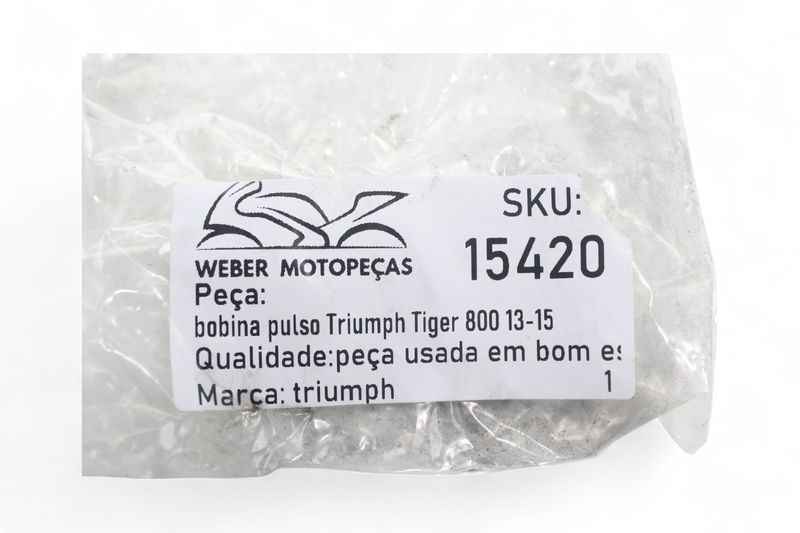 WEBER MOTOPEÇAS
SKU:
15420
Peça:
bobina pulso Triumph Tiger 800 13-15
Qualidade:peça usada em bom es
Marca: triumph
1